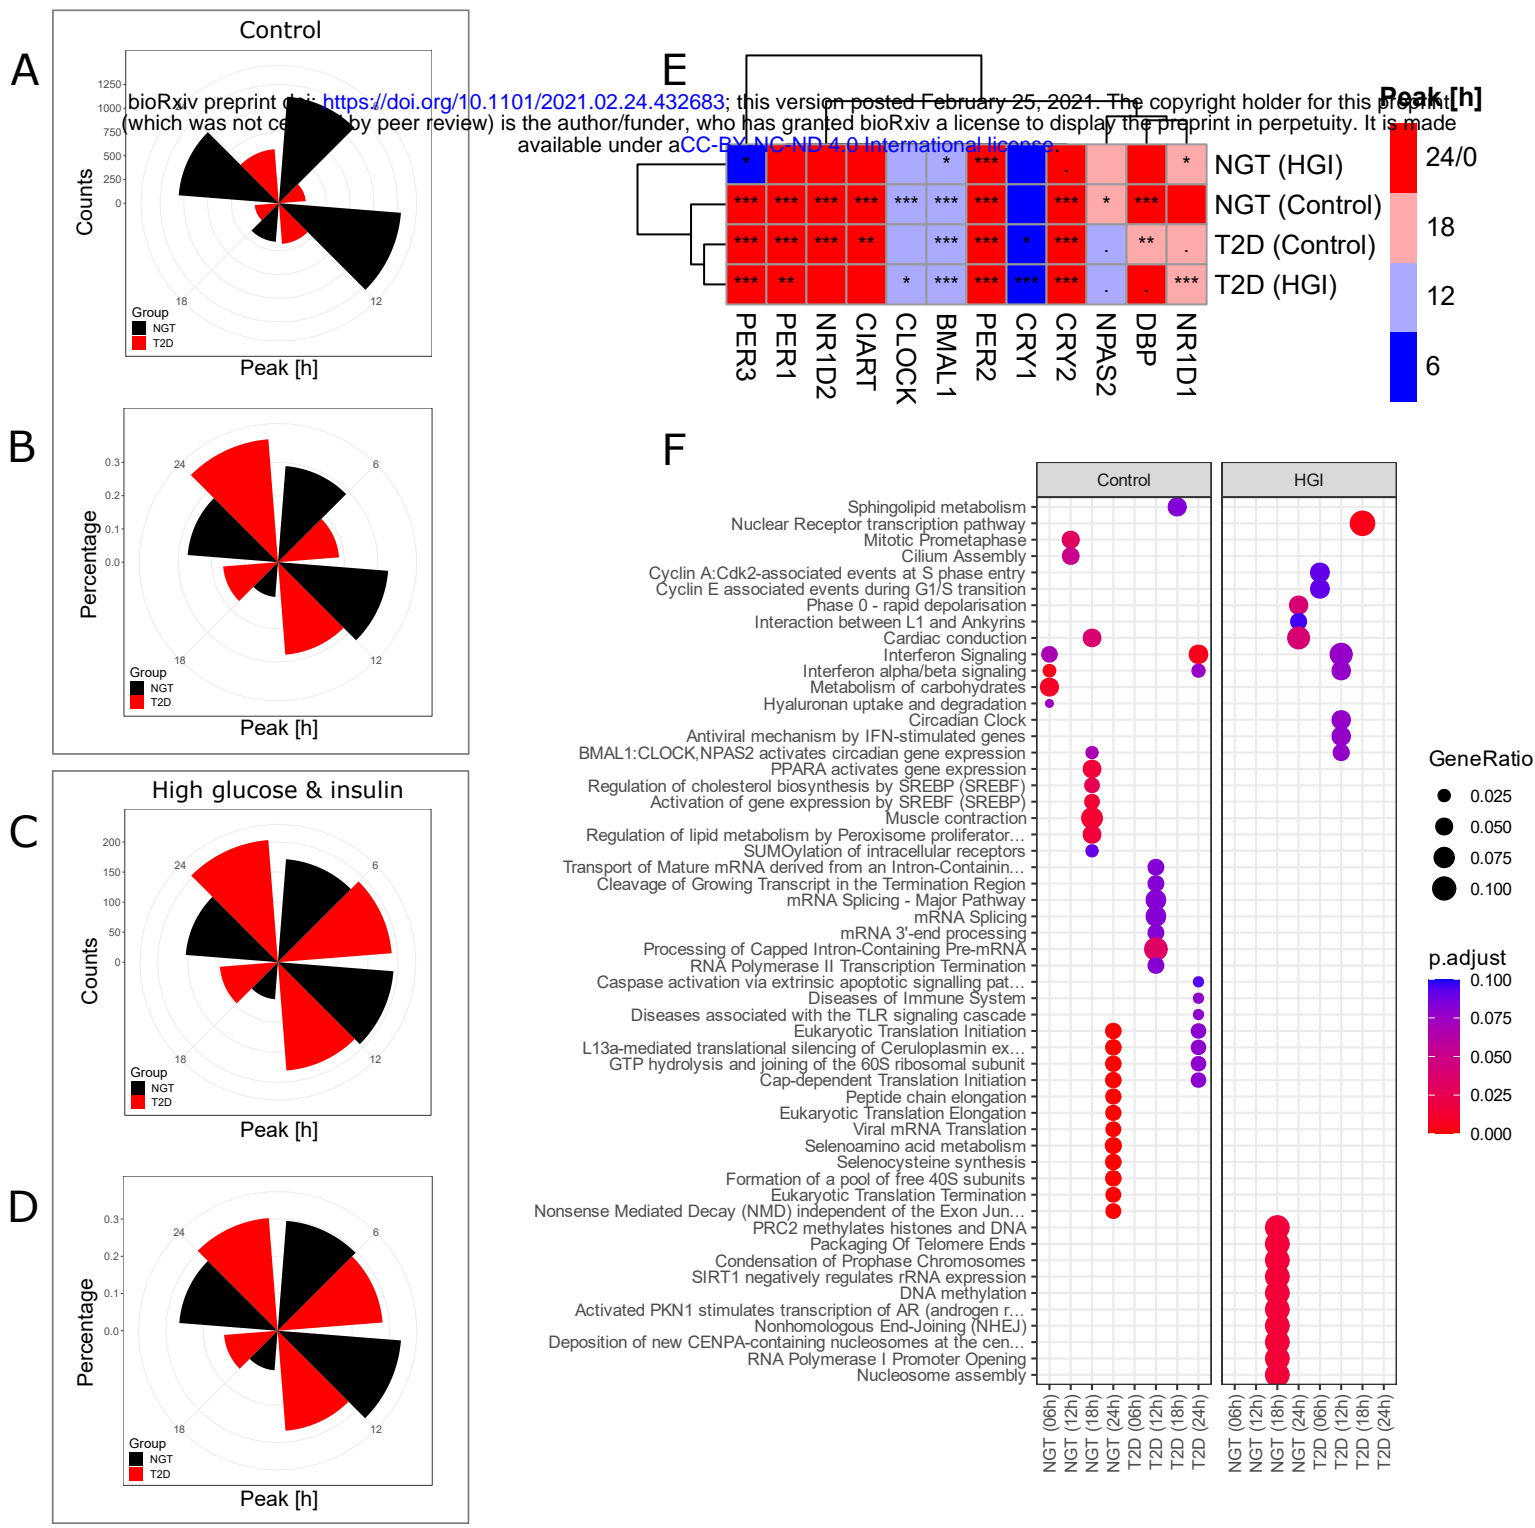 A
Control
1250
1000
750
500
250
0
Counts
18
12
Group
NGT
T2D
Peak [h]
bioRxiv preprint doi: https://doi.org/10.1101/2021.02.24.432683; this version posted February 25, 2021. The copyright holder for this preprint
(which was not certified by peer review) is the author/funder, who has granted bioRxiv a license to display the preprint in perpetuity. It is made
available under aCC-BY-NC-ND 4.0 International license.
B
0.3
0.2
0.1
0.0
Percentage
24
6
18
12
Group
NGT
T2D
Peak [h]
High glucose & insulin
C
200
150
100
50
0
Counts
24
6
18
12
Group
NGT
T2D
Peak [h]
D
0.3
0.2
0.1
0.0
Percentage
24
6
18
12
Group
NGT
T2D
Peak [h]
E
* * *** . *
*** *** *** *** *** *** *** *** * ***
*** *** *** ** *** *** * *** . ** .
*** ** * *** *** *** *** . . ***
NGT (HGI)
NGT (Control)
T2D (Control)
T2D (HGI)
PER3
PER1
NR1D2
CIART
CLOCK
BMAL1
PER2
CRY1
CRY2
NPAS2
DBP
NR1D1
Peak [h]
24/0
18
12
6
F
Control
HGI
Sphingolipid metabolism
Nuclear Receptor transcription pathway
Mitotic Prometaphase
Cilium Assembly
Cyclin A:Cdk2-associated events at S phase entry
Cyclin E associated events during G1/S transition
Phase 0 - rapid depolarisation
Interaction between L1 and Ankyrins
Cardiac conduction
Interferon Signaling
Interferon alpha/beta signaling
Metabolism of carbohydrates
Hyaluronan uptake and degradation
Circadian Clock
Antiviral mechanism by IFN-stimulated genes
BMAL1:CLOCK,NPAS2 activates circadian gene expression
PPARA activates gene expression
Regulation of cholesterol biosynthesis by SREBP (SREBF)
Activation of gene expression by SREBF (SREBP)
Muscle contraction
Regulation of lipid metabolism by Peroxisome proliferator...
SUMOylation of intracellular receptors
Transport of Mature mRNA derived from an Intron-Containin...
Cleavage of Growing Transcript in the Termination Region
mRNA Splicing - Major Pathway
mRNA Splicing
mRNA 3'-end processing
Processing of Capped Intron-Containing Pre-mRNA
RNA Polymerase II Transcription Termination
Caspase activation via extrinsic apoptotic signalling pat...
Diseases of Immune System
Diseases associated with the TLR signaling cascade
Eukaryotic Translation Initiation
L13a-mediated translational silencing of Ceruloplasmin ex...
GTP hydrolysis and joining of the 60S ribosomal subunit
Cap-dependent Translation Initiation
Peptide chain elongation
Eukaryotic Translation Elongation
Viral mRNA Translation
Selenoamino acid metabolism
Selenocysteine synthesis
Formation of a pool of free 40S subunits
Eukaryotic Translation Termination
Nonsense Mediated Decay (NMD) independent of the Exon Jun...
PRC2 methylates histones and DNA
Packaging Of Telomere Ends
Condensation of Prophase Chromosomes
SIRT1 negatively regulates rRNA expression
DNA methylation
Activated PKN1 stimulates transcription of AR (androgen r...
Nonhomologous End-Joining (NHEJ)
Deposition of new CENPA-containing nucleosomes at the cen...
RNA Polymerase I Promoter Opening
Nucleosome assembly
NGT (06h)
NGT (12h)
NGT (18h)
NGT (24h)
T2D (06h)
T2D (12h)
T2D (18h)
T2D (24h)
NGT (06h)
NGT (12h)
NGT (18h)
NGT (24h)
T2D (06h)
T2D (12h)
T2D (18h)
T2D (24h)
GeneRatio
0.025
0.050
0.075
0.100
p.adjust
0.100
0.075
0.050
0.025
0.000